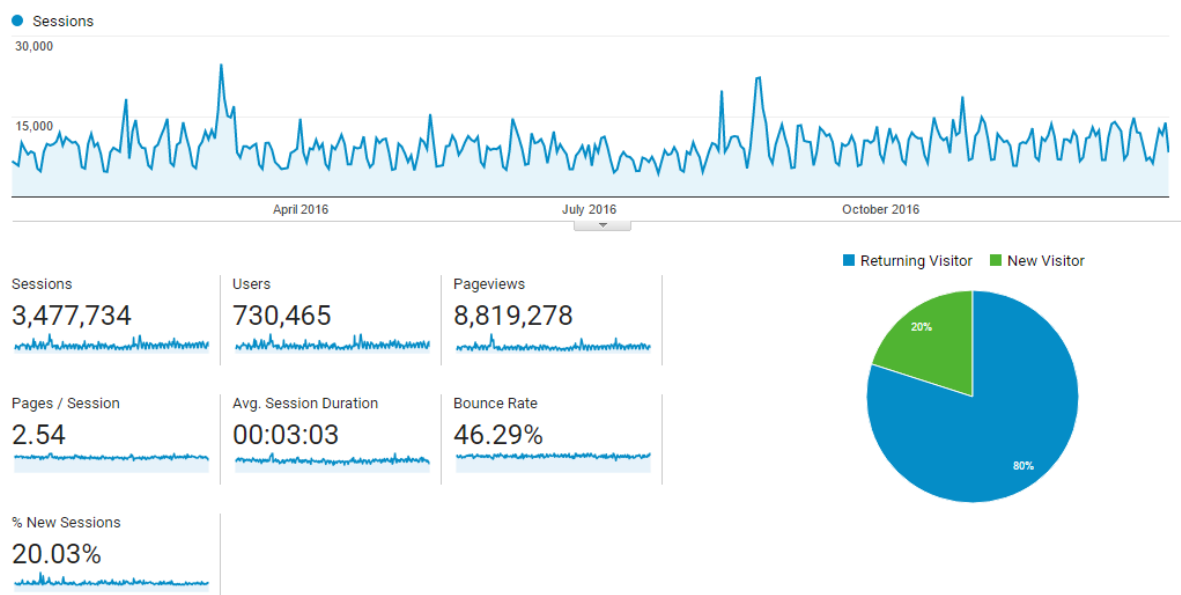 Sessions
30,000
15,000
April 2016 July 2016 October 2016
Returning Visitor New Visitor
Sessions Users Pageviews
3,477,734 730,465 8,819,278
20%
Pages / Session Avg. Session Duration Bounce Rate
2.54 00:03:03 46.29%
80%
% New Sessions
20.03%